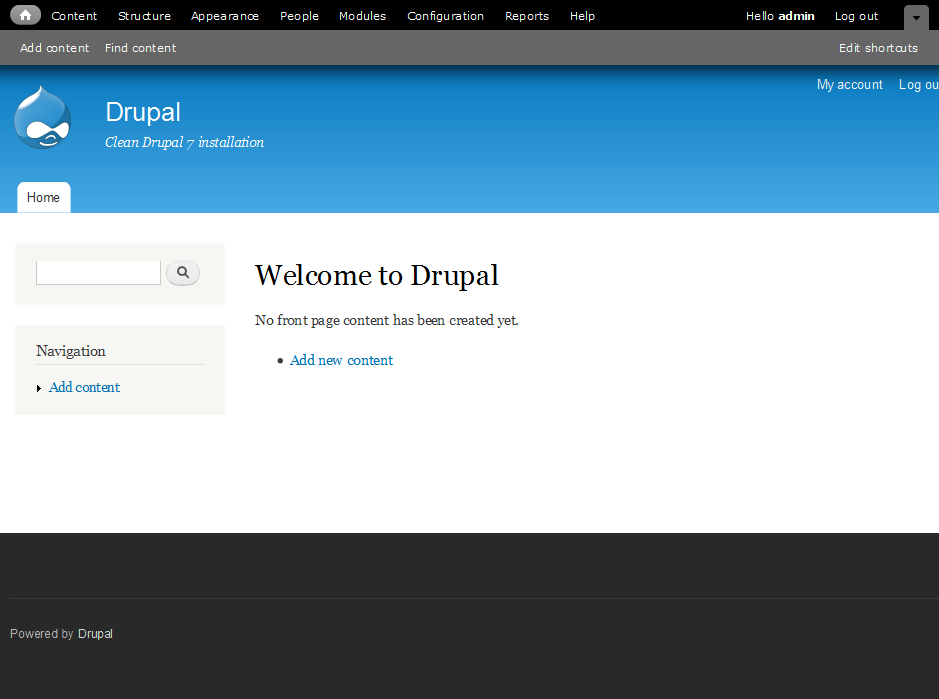 Content Structure Appearance People Modules Configuration Reports Help Hello admin Log out
Add content Find content Edit shortcuts
My account Log ou
Drupal
Clean Drupal 7 installation
Home
Welcome to Drupal
No front page content has been created yet.
Add new content
Navigation
Add content
Powered by Drupal